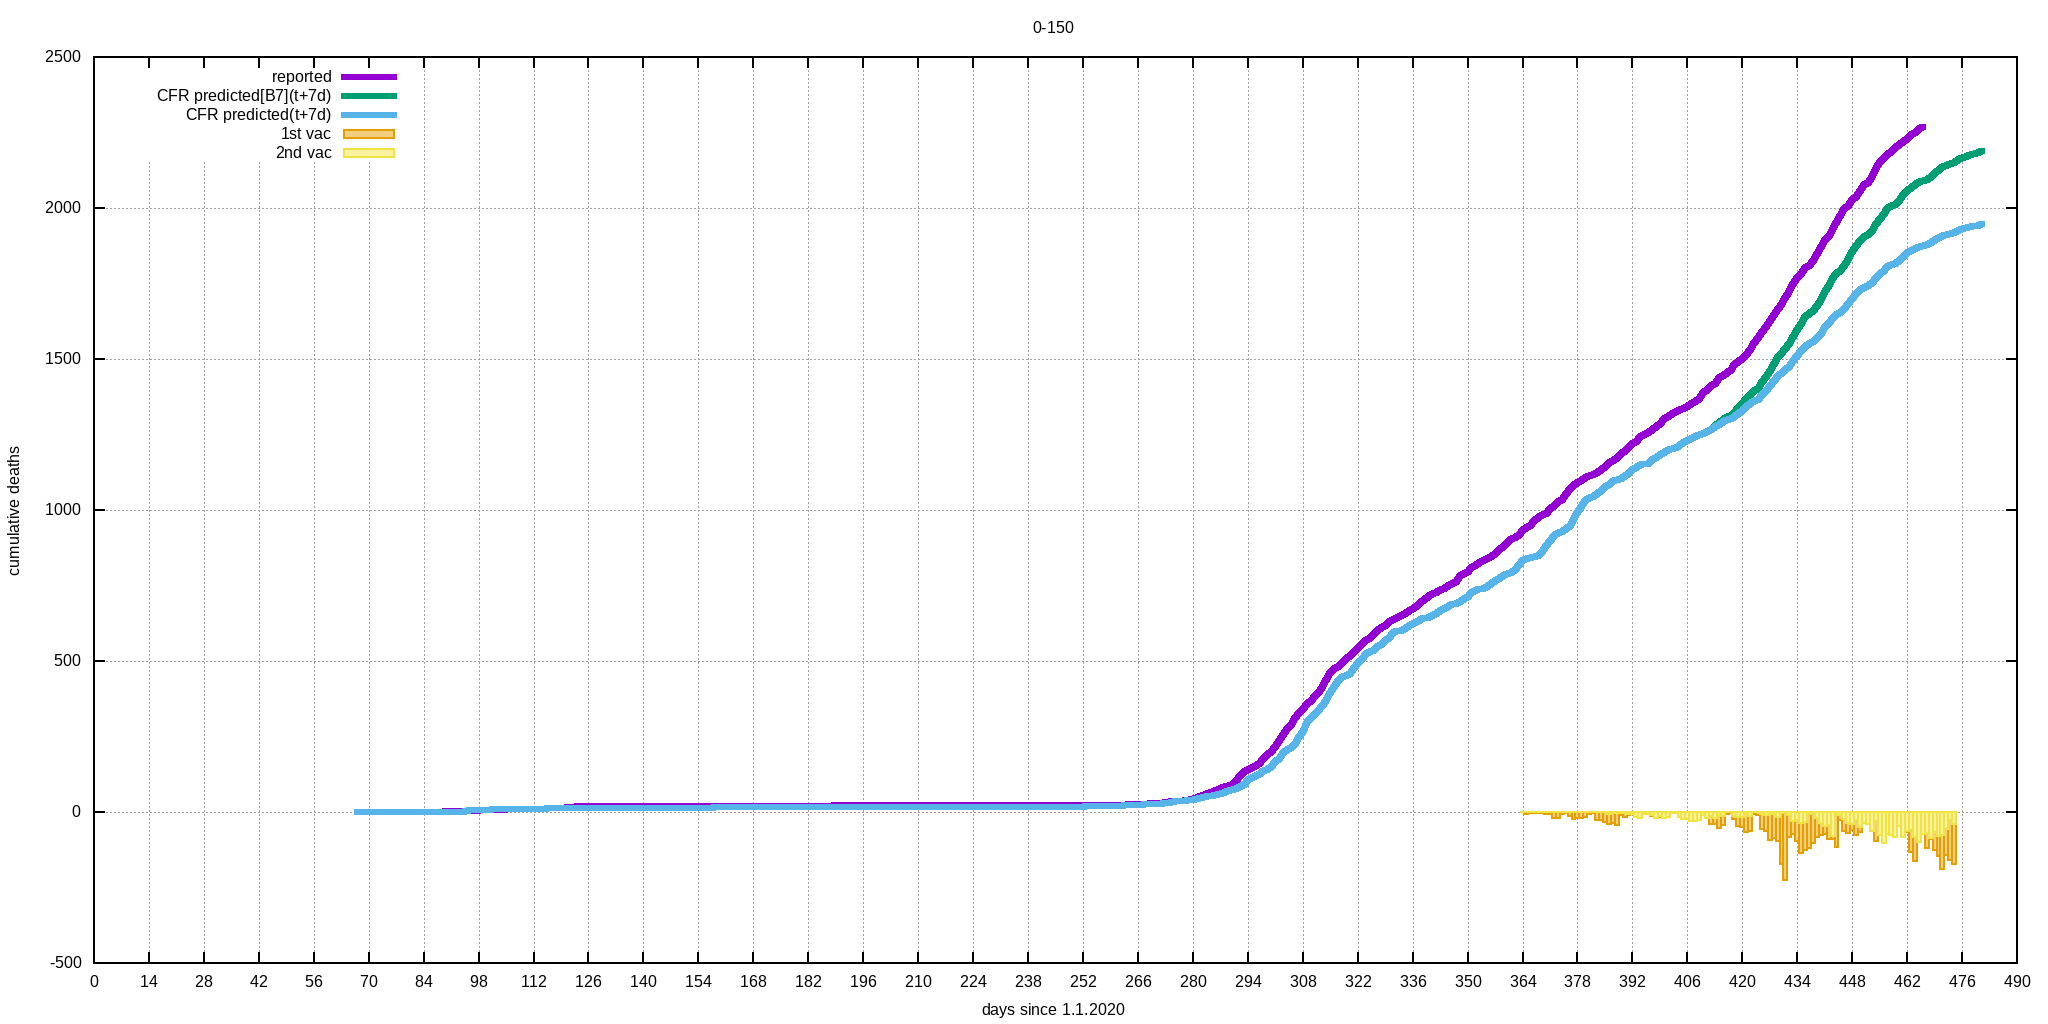 0-150
2500
2000
1500
1000
500
0
-500
reported
CFR predicted[B7](t+7d)
CFR predicted(t+7d)
1st vac
2nd vac
cumulative deaths
0 14 28 42 56 70 84 98 112 126 140 154 168 182 196 210 224 238 252 266 280 294 308 322 336 350 364 378 392 406 420 434 448 462 476 490
days since 1.1.2020